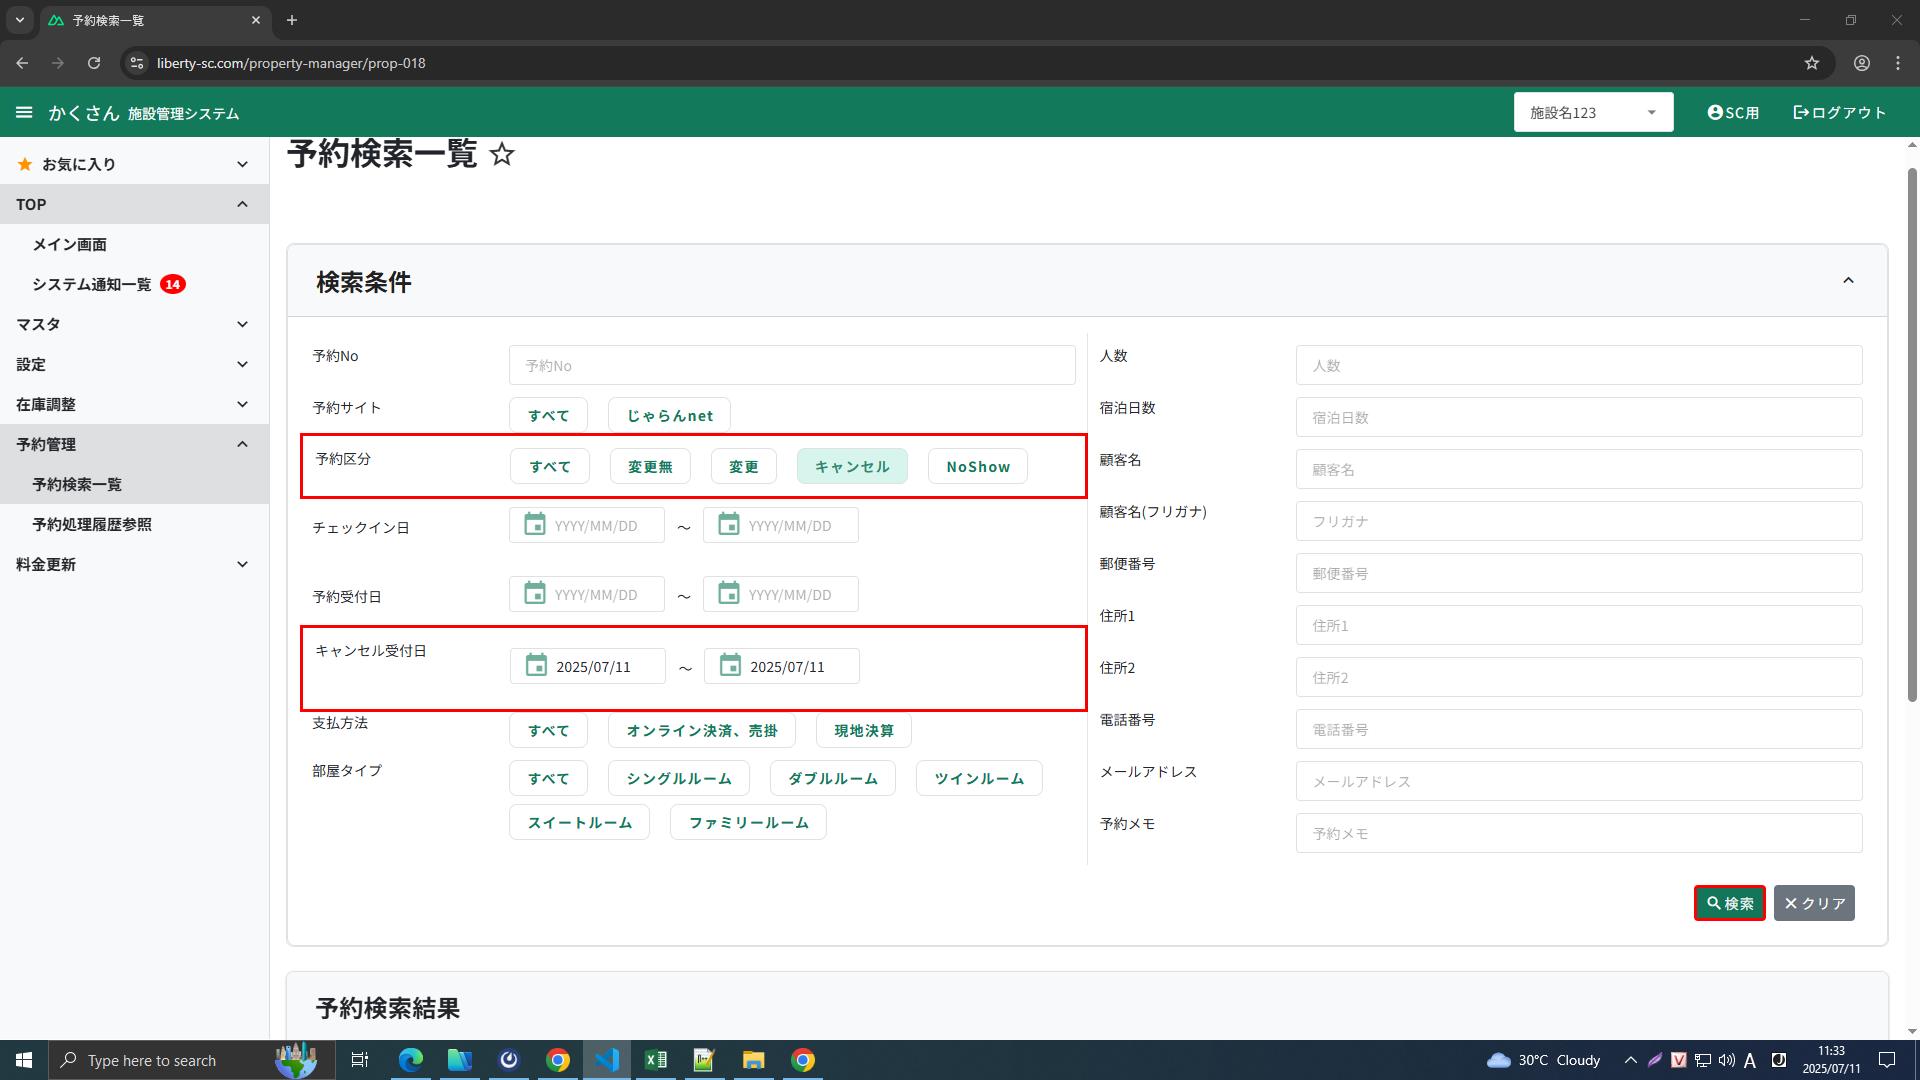 予約検索一覧
liberty-sc.com/property-manager/prop-018
かくさん 施設管理システム
施設名123
SC用
ログアウト
お気に入り
TOP
メイン画面
システム通知一覧 14
マスタ
設定
在庫調整
予約管理
予約検索一覧
予約処理履歴参照
料金更新
予約検索一覧
検索条件
予約No
予約No
予約サイト
すべて じゃらんnet
予約区分
すべて 変更無 変更 キャンセル NoShow
チェックイン日
YYYY/MM/DD ～ YYYY/MM/DD
予約受付日
YYYY/MM/DD ～ YYYY/MM/DD
キャンセル受付日
2025/07/11 ～ 2025/07/11
支払方法
すべて オンライン決済、売掛 現地決算
部屋タイプ
すべて シングルルーム ダブルルーム ツインルーム
スイートルーム ファミリールーム
人数
人数
宿泊日数
宿泊日数
顧客名
顧客名
顧客名(フリガナ)
フリガナ
郵便番号
郵便番号
住所1
住所1
住所2
住所2
電話番号
電話番号
メールアドレス
メールアドレス
予約メモ
予約メモ
検索
クリア
予約検索結果
Type here to search
30°C Cloudy
A
11:33
2025/07/11